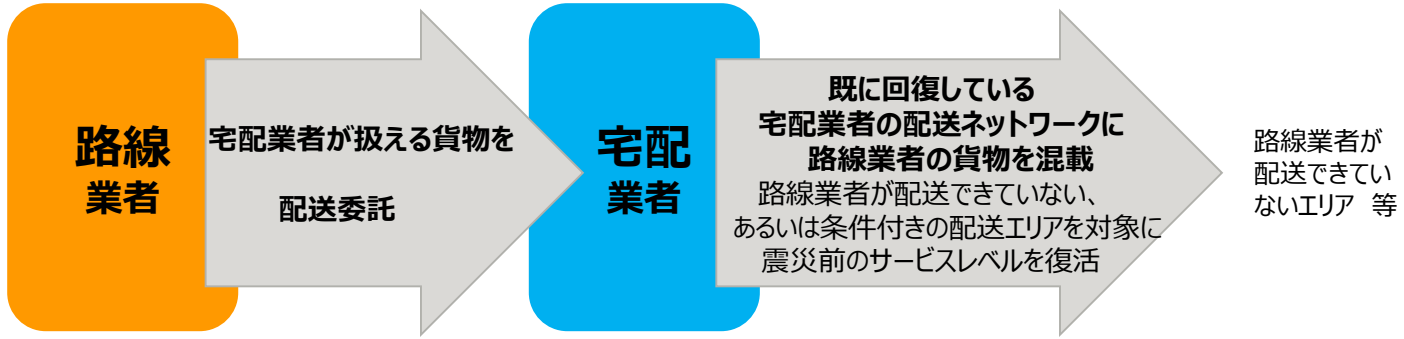 路線
業者
宅配業者が扱える貨物を
配送委託
宅配
業者
既に回復している
宅配業者の配送ネットワークに
路線業者の貨物を混載
路線業者が配送できていない、
あるいは条件付きの配送エリアを対象に
震災前のサービスレベルを復活
路線業者が
配送できてい
ないエリア　等